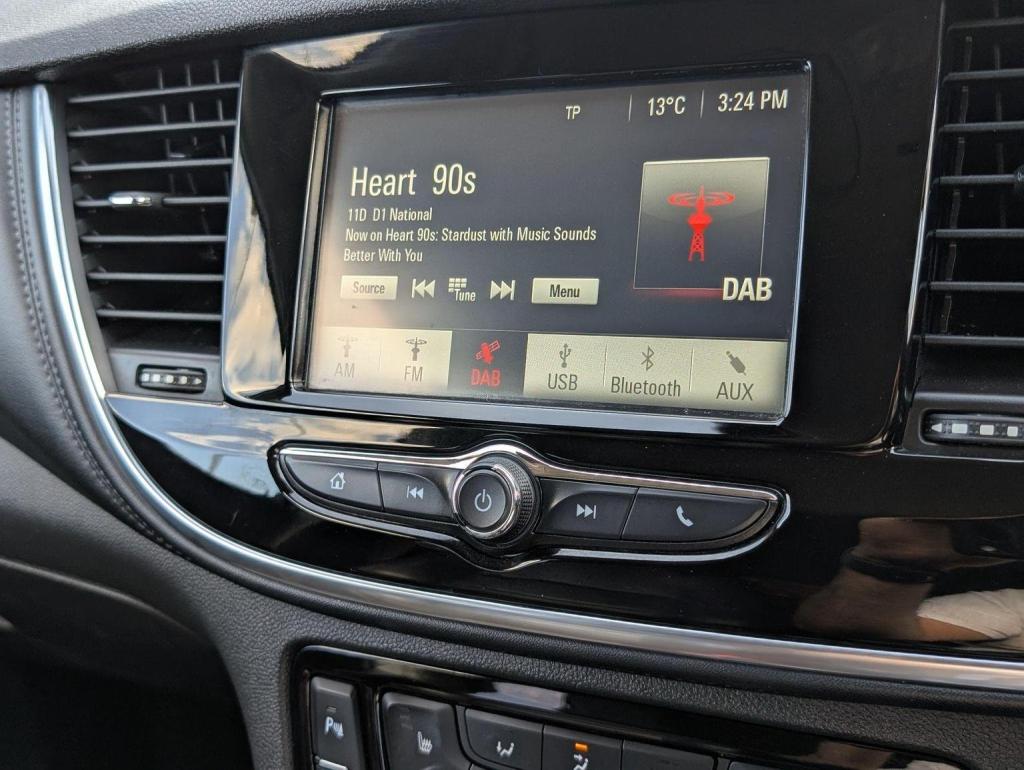 TP 13°C 3:24 PM
Heart 90s
11D D1 National
Now on Heart 90s: Stardust with Music Sounds
Better With You
Source Tune Menu
DAB
AM FM DAB USB Bluetooth AUX
P